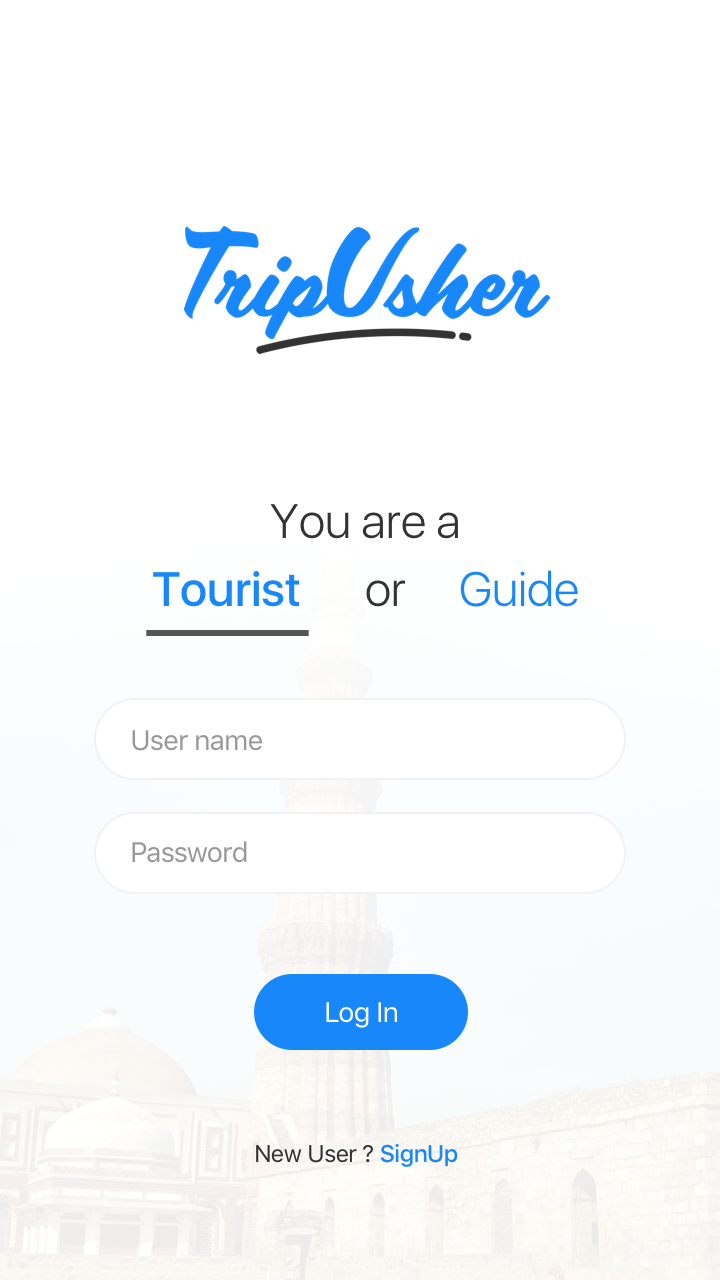 TripUsher
You are a
Tourist or Guide
User name
Password
Log In
New User ? SignUp